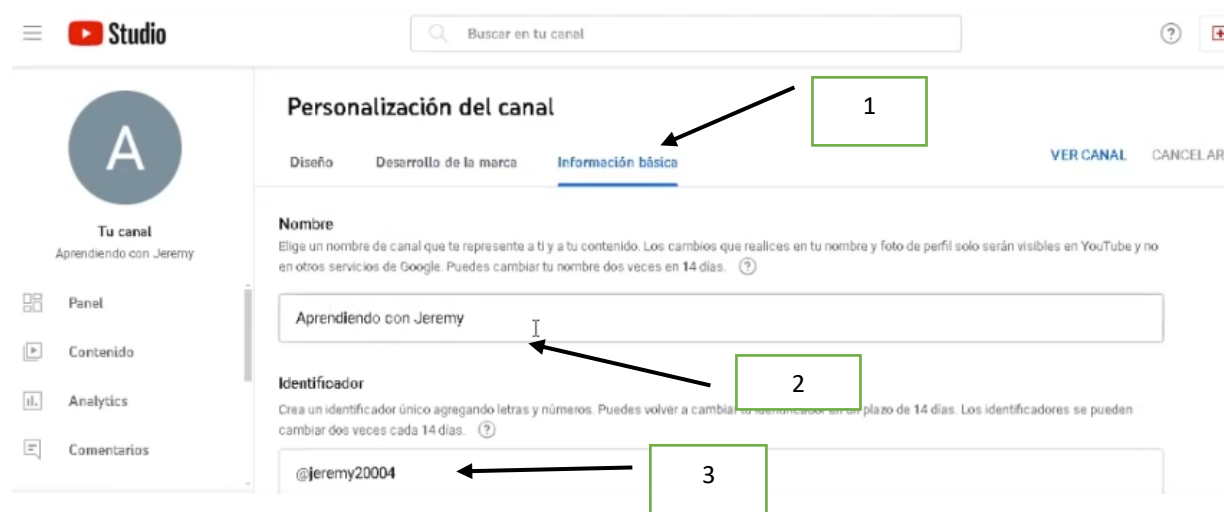 Studio
Buscar en tu canal
A
Tu canal
Aprendiendo con Jeremy
Panel
Contenido
Analytics
Comentarios
Personalización del canal
1
Diseño Desarrollo de la marca Información básica VER CANAL CANCELAR
Nombre
Elige un nombre de canal que te represente a ti y a tu contenido. Los cambios que realices en tu nombre y foto de perfil solo serán visibles en YouTube y no
en otros servicios de Google. Puedes cambiar tu nombre dos veces en 14 días. ?
Aprendiendo con Jeremy
2
Identificador
Crea un identificador único agregando letras y números. Puedes volver a cambiar tu identificador en un plazo de 14 días. Los identificadores se pueden
cambiar dos veces cada 14 días. ?
@jeremy20004
3